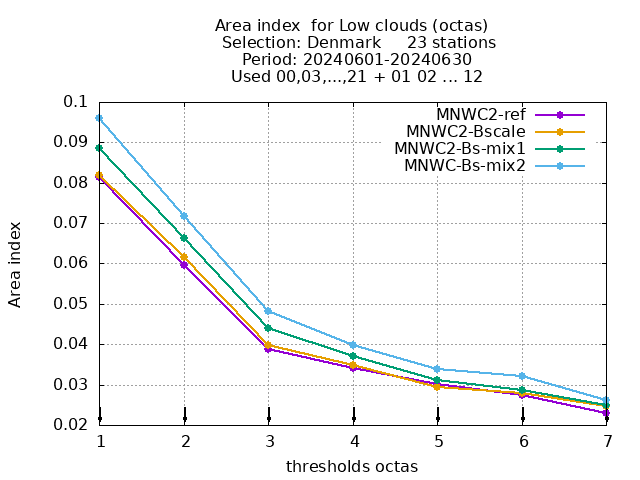 Area index  for Low clouds (octas)
Selection: Denmark     23 stations
Period: 20240601-20240630
Used 00,03,...,21 + 01 02 ... 12
MNWC2-ref
MNWC2-Bscale
MNWC2-Bs-mix1
MNWC-Bs-mix2
0.1
0.09
0.08
0.07
0.06
0.05
0.04
0.03
0.02
Area index
1 2 3 4 5 6 7
thresholds octas